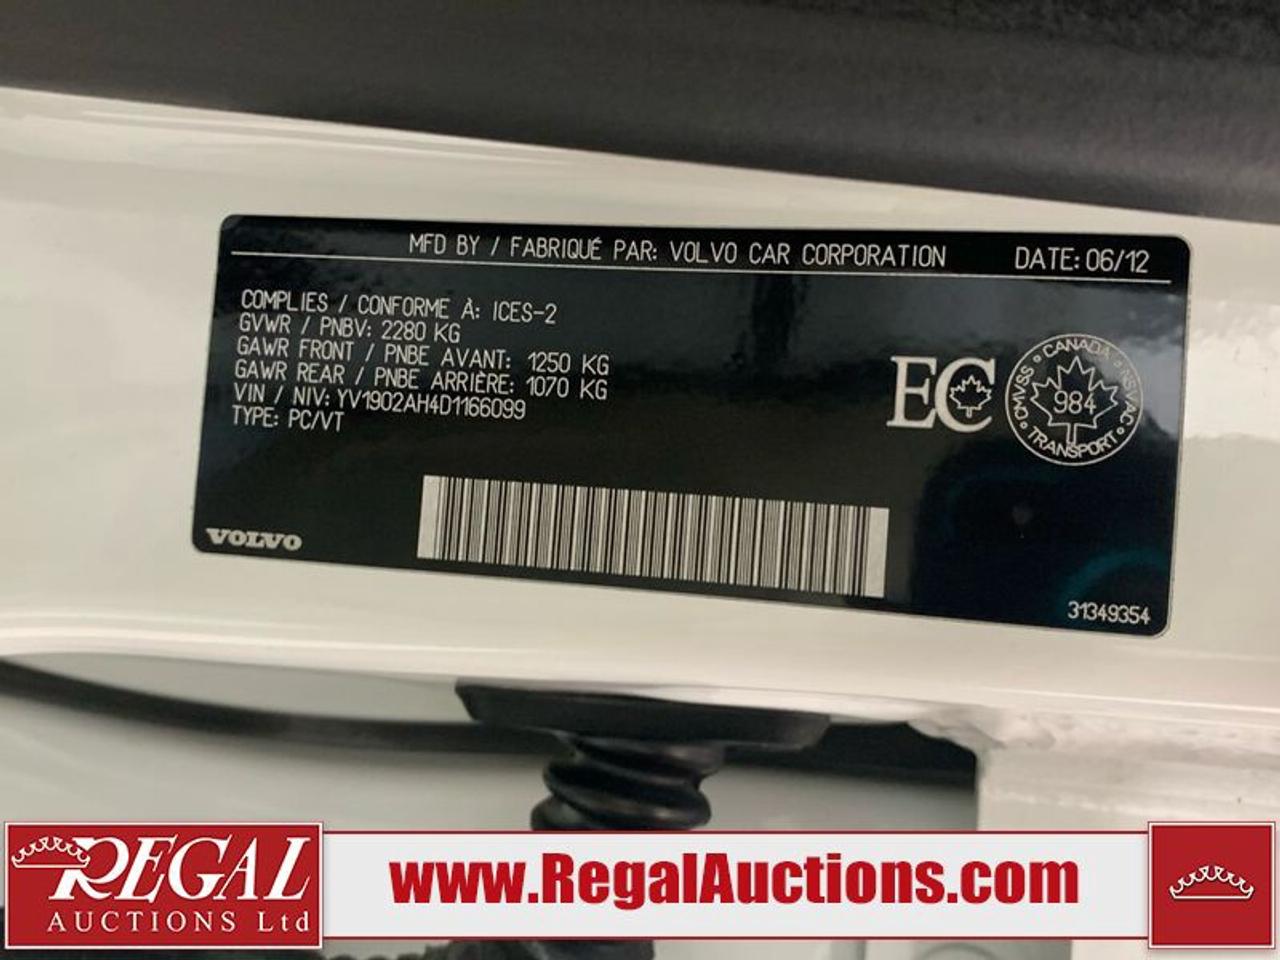 MFD BY / FABRIQUÉ PAR: VOLVO CAR CORPORATION DATE: 06/12
COMPLIES / CONFORME À: ICES-2
GVWR / PNBV: 2280 KG
GAWR FRONT / PNBE AVANT: 1250 KG
GAWR REAR / PNBE ARRIÈRE: 1070 KG
VIN / NIV: YV1902AH4D1166099
TYPE: PC/VT
EC
CANADA
CMVSS NSVAC
984
TRANSPORT
VOLVO
31349354
REGAL
AUCTIONS Ltd
www.RegalAuctions.com